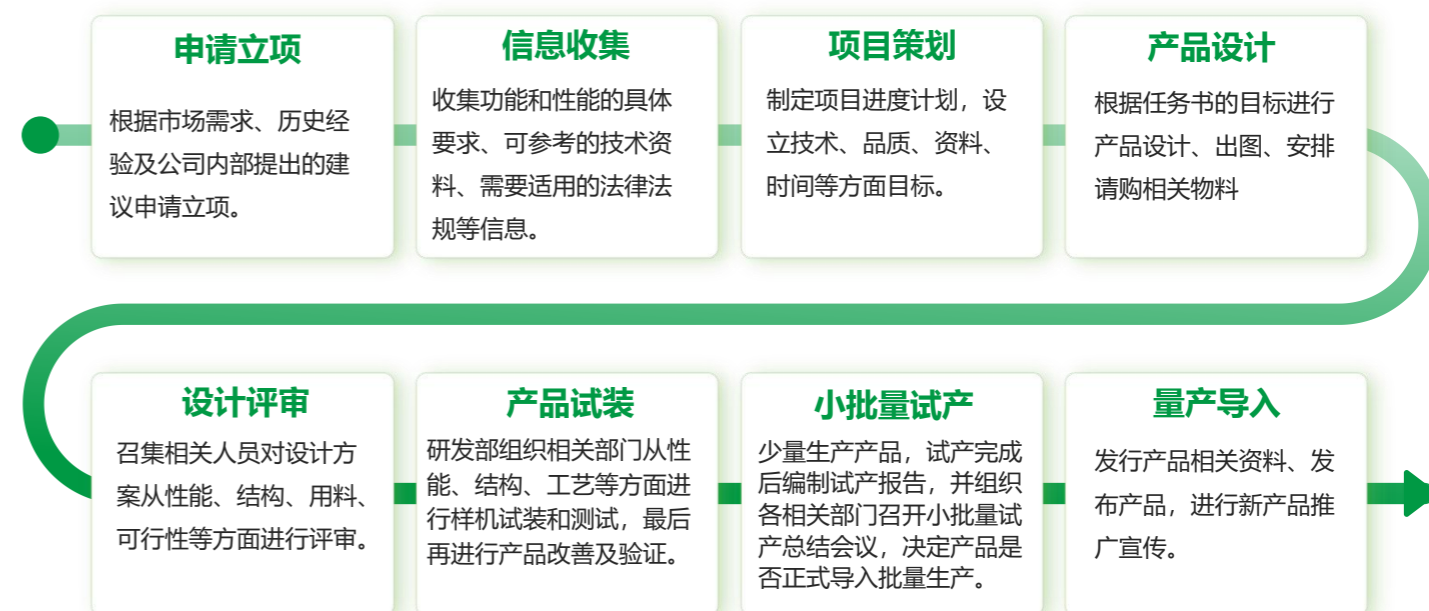 申请立项
根据市场需求、历史经
验及公司内部提出的建
议申请立项。
信息收集
收集功能和性能的具体
要求、可参考的技术资
料、需要适用的法律法
规等信息。
项目策划
制定项目进度计划，设
立技术、品质、资料、
时间等方面目标。
产品设计
根据任务书的目标进行
产品设计、出图、安排
请购相关物料
设计评审
召集相关人员对设计方
案从性能、结构、用料、
可行性等方面进行评审。
产品试装
研发部组织相关部门从性
能、结构、工艺等方面进
行样机试装和测试，最后
再进行产品改善及验证。
小批量试产
少量生产产品，试产完成
后编制试产报告，并组织
各相关部门召开小批量试
产总结会议，决定产品是
否正式导入批量生产。
量产导入
发行产品相关资料、发
布产品，进行新产品推
广宣传。